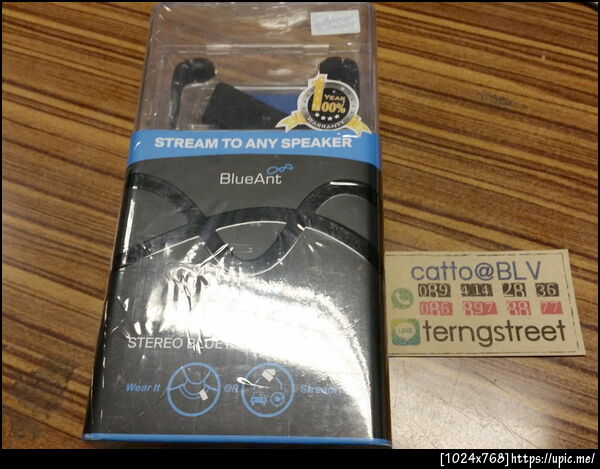 1
YEAR
100%
WARRANTY
STREAM TO ANY SPEAKER
BlueAnt
STEREO
Wear It OR
catto@BLV
089 414 28 36
086 897 88 77
LINE
terngstreet
[1024x768]https://upic.me/